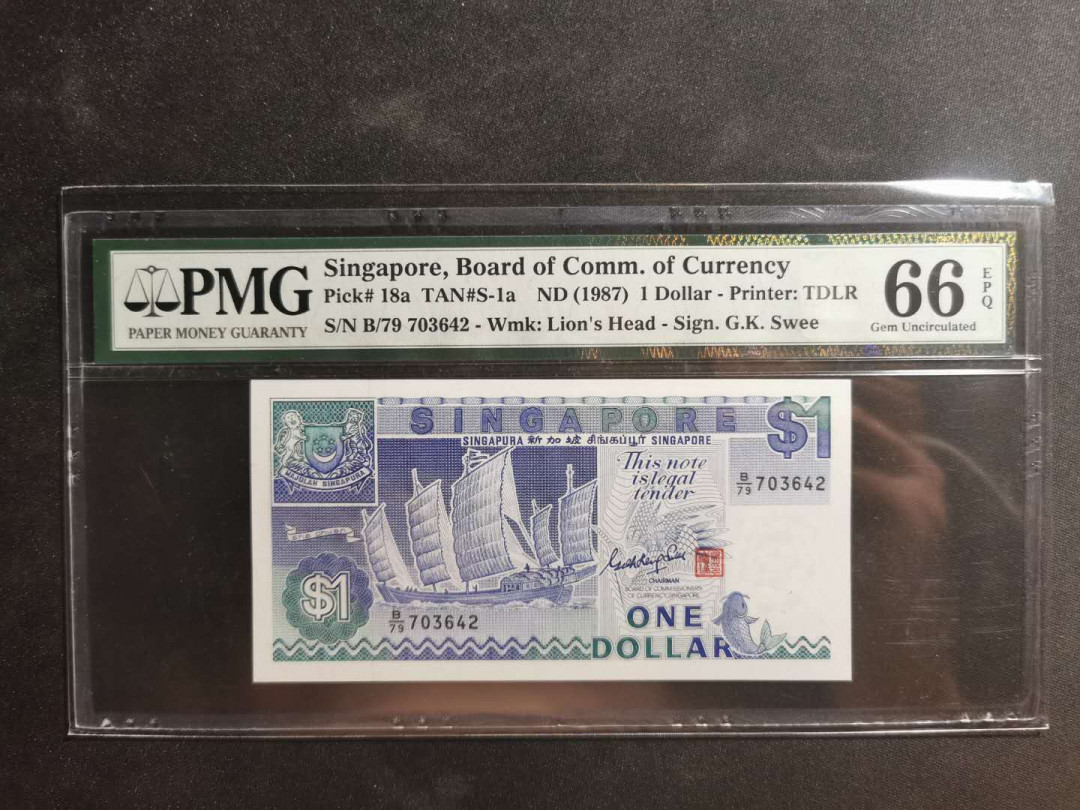 PMG
PAPER MONEY GUARANTY
Singapore, Board of Comm. of Currency
Pick# 18a TAN#S-1a ND (1987) 1 Dollar - Printer: TDLR
S/N B/79 703642 - Wmk: Lion's Head - Sign. G.K. Swee
66
EPQ
Gem Uncirculated
SINGAPORE
$1
SINGAPURA 新加坡 சிங்கப்பூர் SINGAPORE
MAJULAH SINGAPURA
This note
is legal
tender
B/79 703642
CHAIRMAN
BOARD OF COMMISSIONERS
OF CURRENCY, SINGAPORE
$1
B/79 703642
ONE
DOLLAR